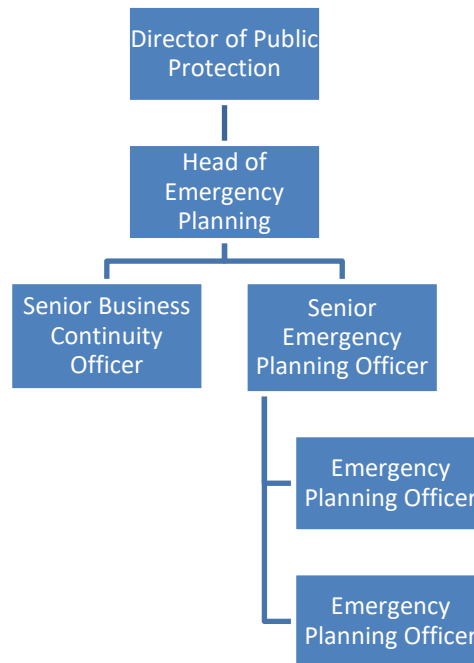 Director of Public
Protection
Head of
Emergency
Planning
Senior Business
Continuity
Officer
Senior
Emergency
Planning Officer
Emergency
Planning Officer
Emergency
Planning Officer